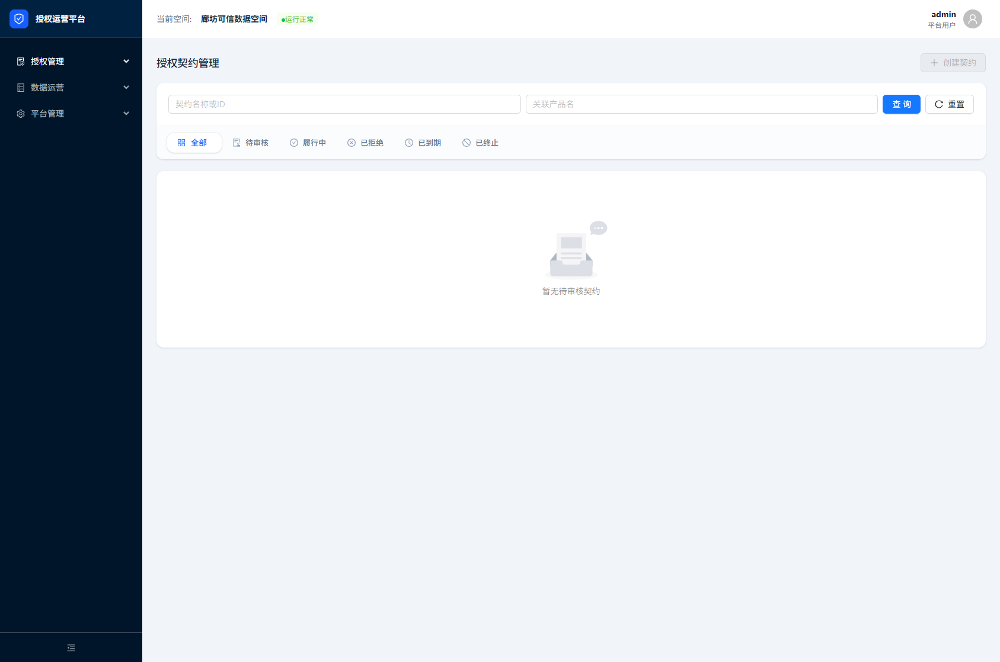 授权运营平台
当前空间: 廊坊可信数据空间 运行正常
admin
平台用户
授权管理
数据运营
平台管理
授权契约管理
创建契约
契约名称或ID
关联产品名
查 询
重置
全部
待审核
履行中
已拒绝
已到期
已终止
暂无待审核契约